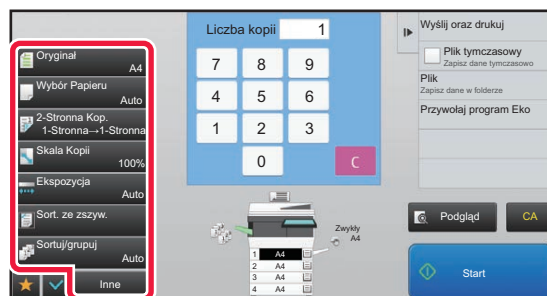 Oryginał
A4
Wybór Papieru
Auto
2-Stronna Kop.
1-Stronna→1-Stronna
Skala Kopii
100%
Ekspozycja
Auto
Sort. ze zszyw.
Sortuj/grupuj
Auto
Inne
Liczba kopii 1
7 8 9
4 5 6
1 2 3
0 C
Zwykły
A4
1 A4
2 A4
3 A4
4 A4
Wyślij oraz drukuj
Plik tymczasowy
Zapisz dane tymczasowo
Plik
Zapisz dane w folderze
Przywołaj program Eko
Podgląd CA
Start